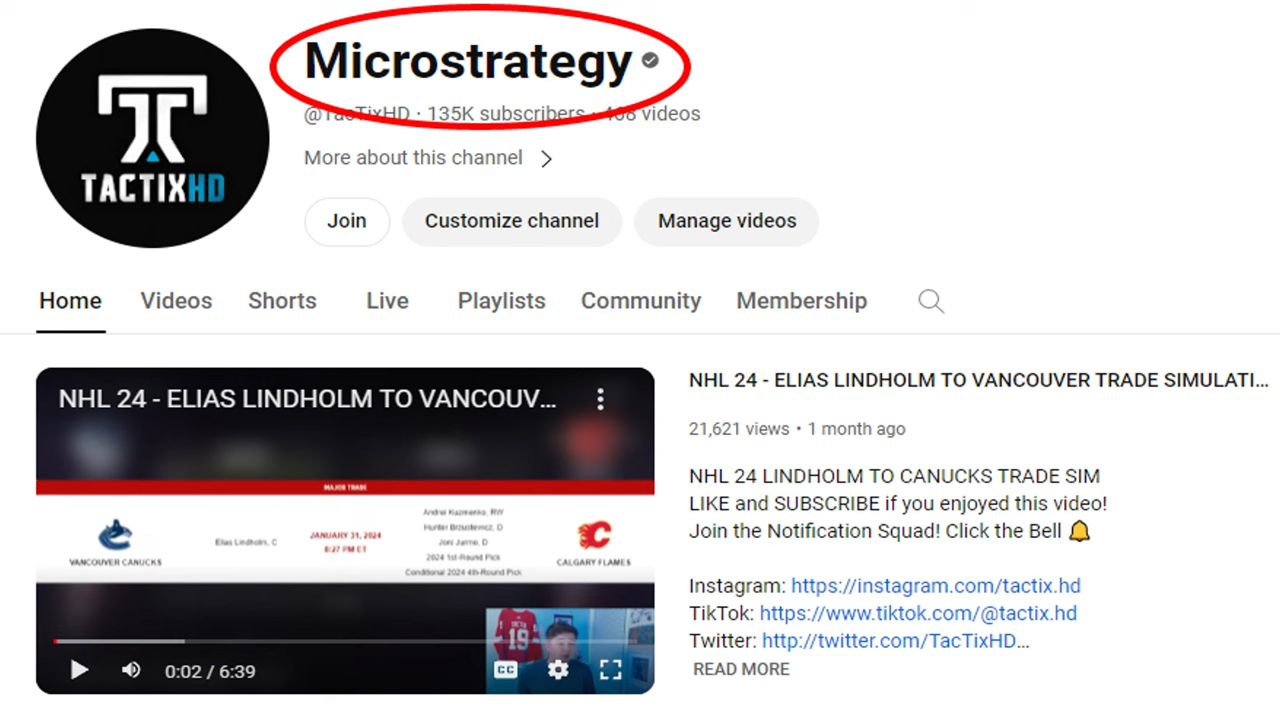 TACTIXHD
Microstrategy
@TacTixHD · 135K subscribers · 468 videos
More about this channel
Join
Customize channel
Manage videos
Home
Videos
Shorts
Live
Playlists
Community
Membership
NHL 24 - ELIAS LINDHOLM TO VANCOUV...
MAJOR TRADE
VANCOUVER CANUCKS
Elias Lindholm, C
JANUARY 31, 2024
8:27 PM ET
Andrei Kuzmenko, RW
Hunter Brzustewicz, D
Joni Jurmo, D
2024 1st-Round Pick
Conditional 2024 4th-Round Pick
CALGARY FLAMES
19
0:02 / 6:39
CC
NHL 24 - ELIAS LINDHOLM TO VANCOUVER TRADE SIMULATI...
21,621 views • 1 month ago
NHL 24 LINDHOLM TO CANUCKS TRADE SIM
LIKE and SUBSCRIBE if you enjoyed this video!
Join the Notification Squad! Click the Bell 🔔
Instagram: https://instagram.com/tactix.hd
TikTok: https://www.tiktok.com/@tactix.hd
Twitter: http://twitter.com/TacTixHD...
READ MORE